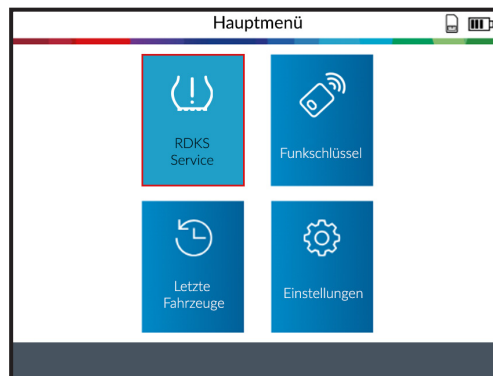 Hauptmenü
RDKS
Service
Funkschlüssel
Letzte
Fahrzeuge
Einstellungen